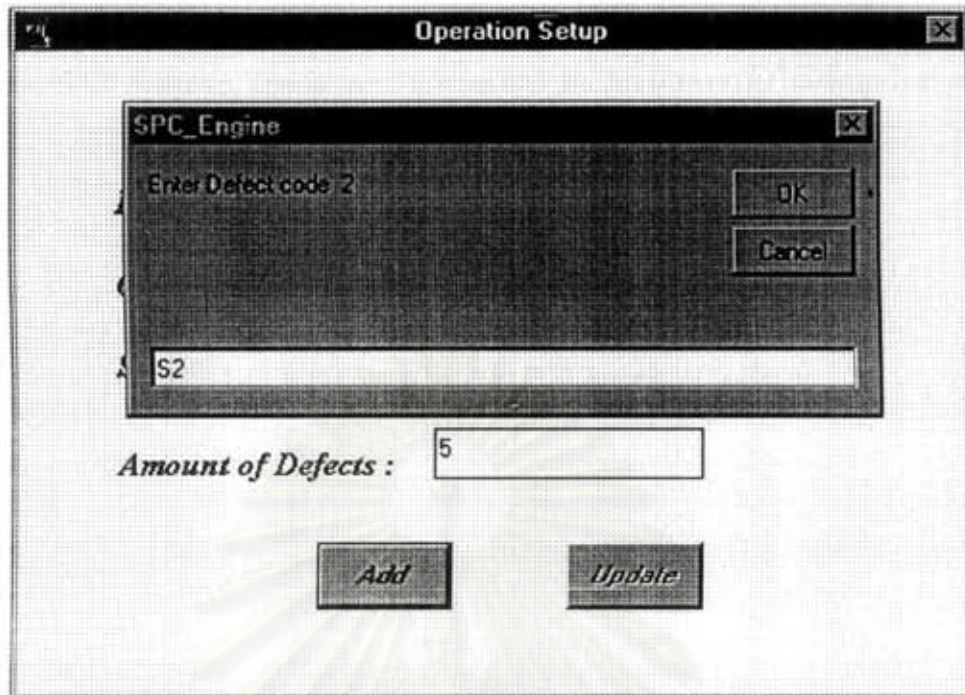 Operation Setup
SPC_Engine
Enter Defect code 2
OK
Cancel
S2
Amount of Defects :
5
Add
Update